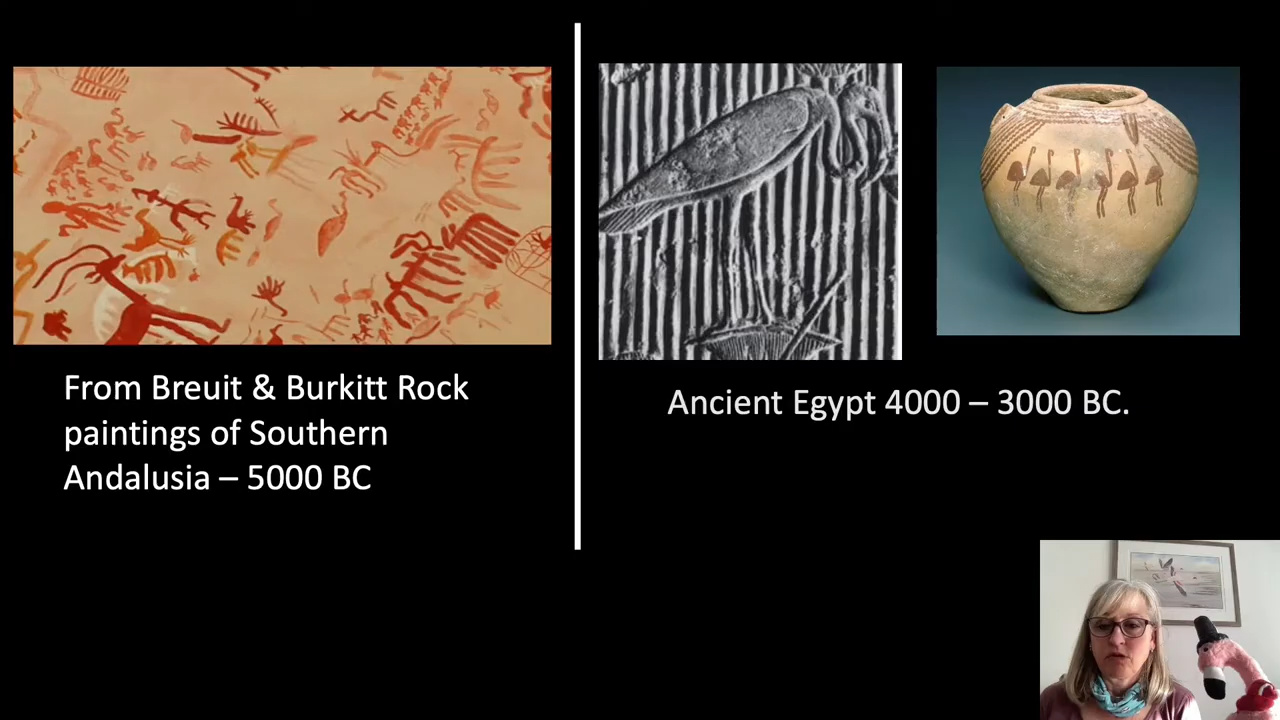 From Breuit & Burkitt Rock
paintings of Southern
Andalusia – 5000 BC
Ancient Egypt 4000 – 3000 BC.